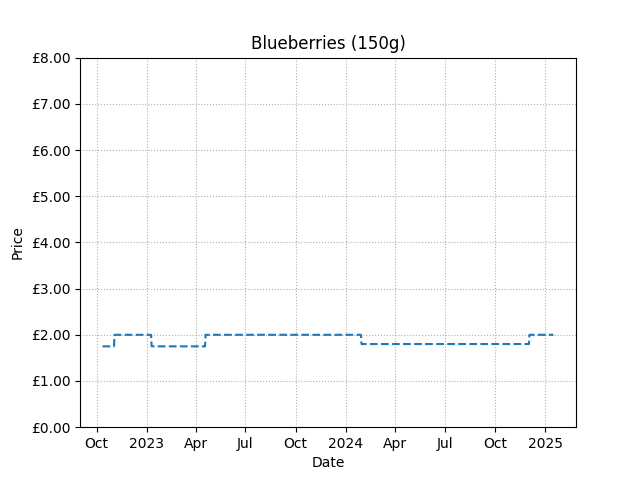 Blueberries (150g)
£8.00
£7.00
£6.00
£5.00
£4.00
£3.00
£2.00
£1.00
£0.00
Price
Oct 2023 Apr Jul Oct 2024 Apr Jul Oct 2025
Date